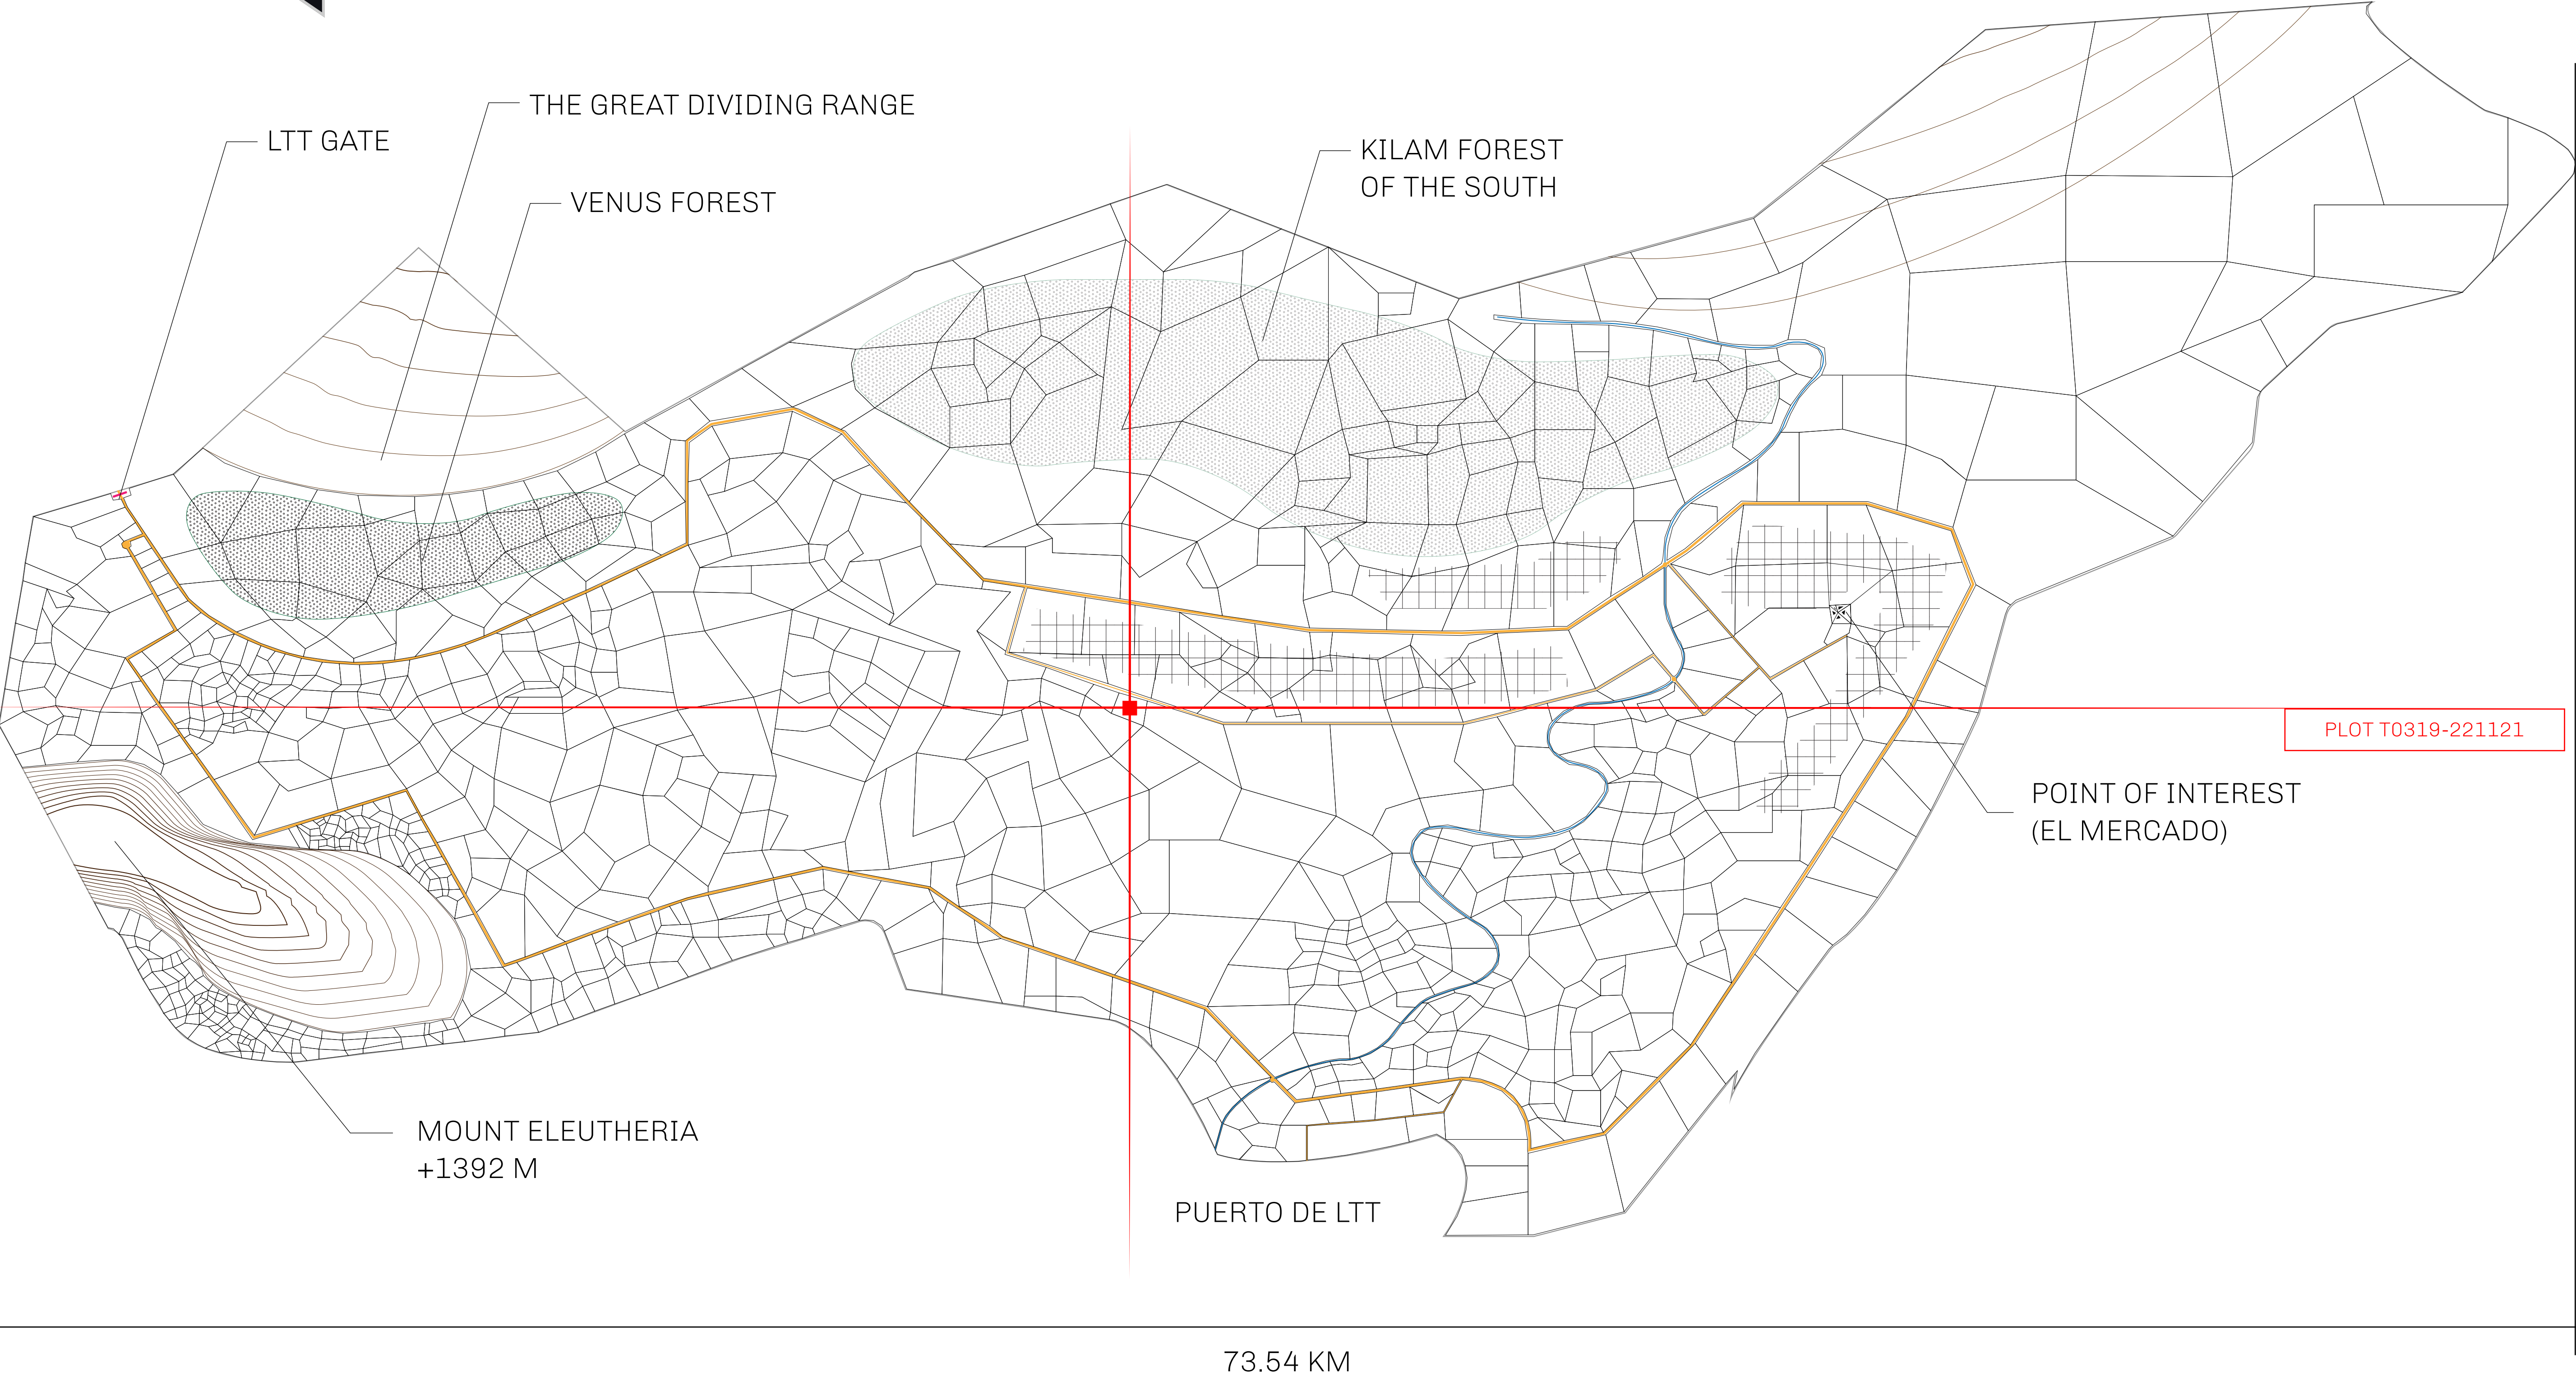 THE GREAT DIVIDING RANGE
LTT GATE
KILAM FOREST
OF THE SOUTH
VENUS FOREST
PLOT T0319-221121
POINT OF INTEREST
(EL MERCADO)
MOUNT ELEUTHERIA
+1392 M
PUERTO DE LTT
73.54 KM